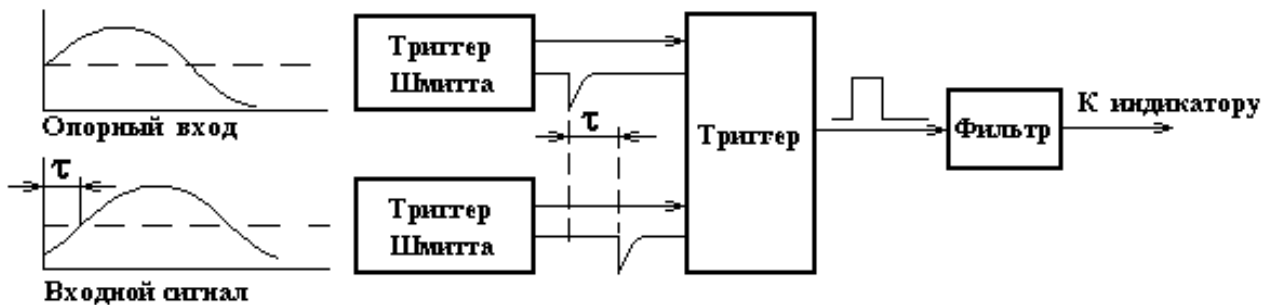 Опорный вход
τ
Входной сигнал
Триггер
Шмитта
τ
Триггер
Шмитта
Триггер
Фильтр
К индикатору